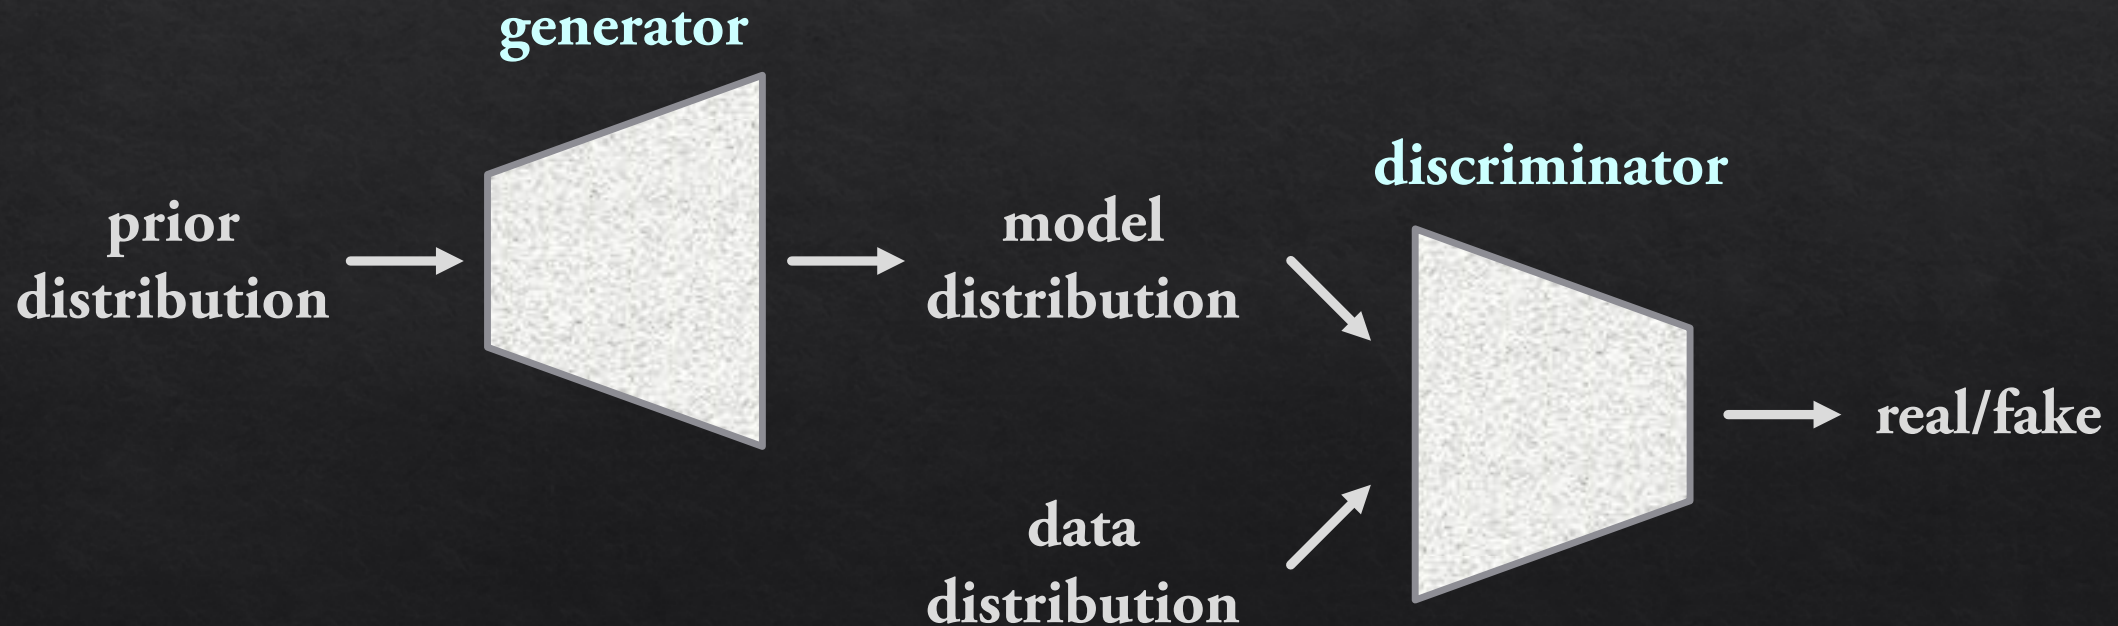 generator
prior
distribution
model
distribution
discriminator
data
distribution
real/fake